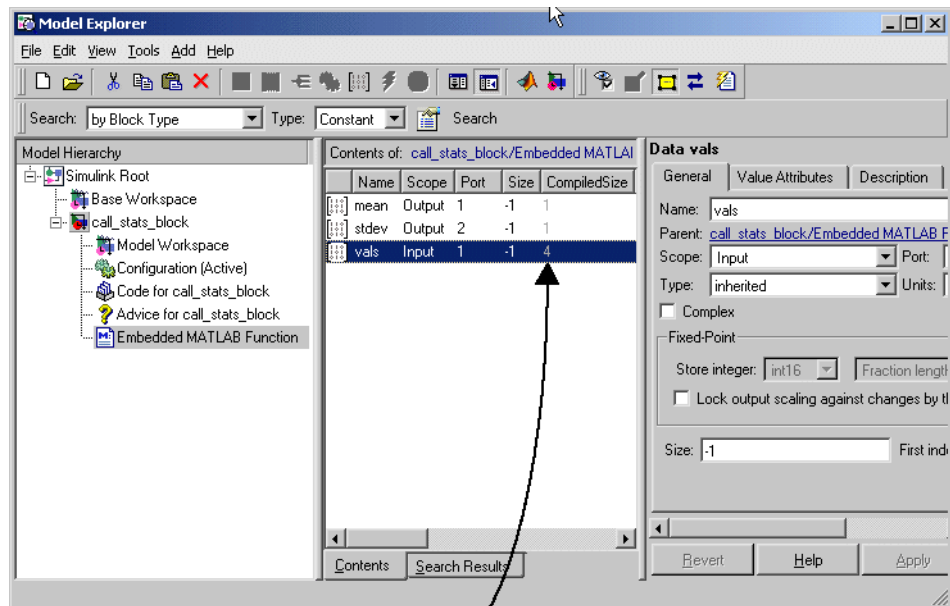 Model Explorer
File Edit View Tools Add Help
Search: by Block Type Type: Constant Search
Model Hierarchy
Simulink Root
Base Workspace
call_stats_block
Model Workspace
Configuration (Active)
Code for call_stats_block
Advice for call_stats_block
Embedded MATLAB Function
Contents of: call_stats_block/Embedded MATLAI
Name Scope Port Size CompiledSize
mean Output 1 -1 1
stdev Output 2 -1 1
vals Input 1 -1 4
Contents Search Results
Data vals
General Value Attributes Description
Name: vals
Parent: call_stats_block/Embedded MATLAB F
Scope: Input Port:
Type: inherited Units:
Complex
Fixed-Point
Store integer: int16 Fraction length
Lock output scaling against changes by tl
Size: -1 First ind
Revert Help Apply